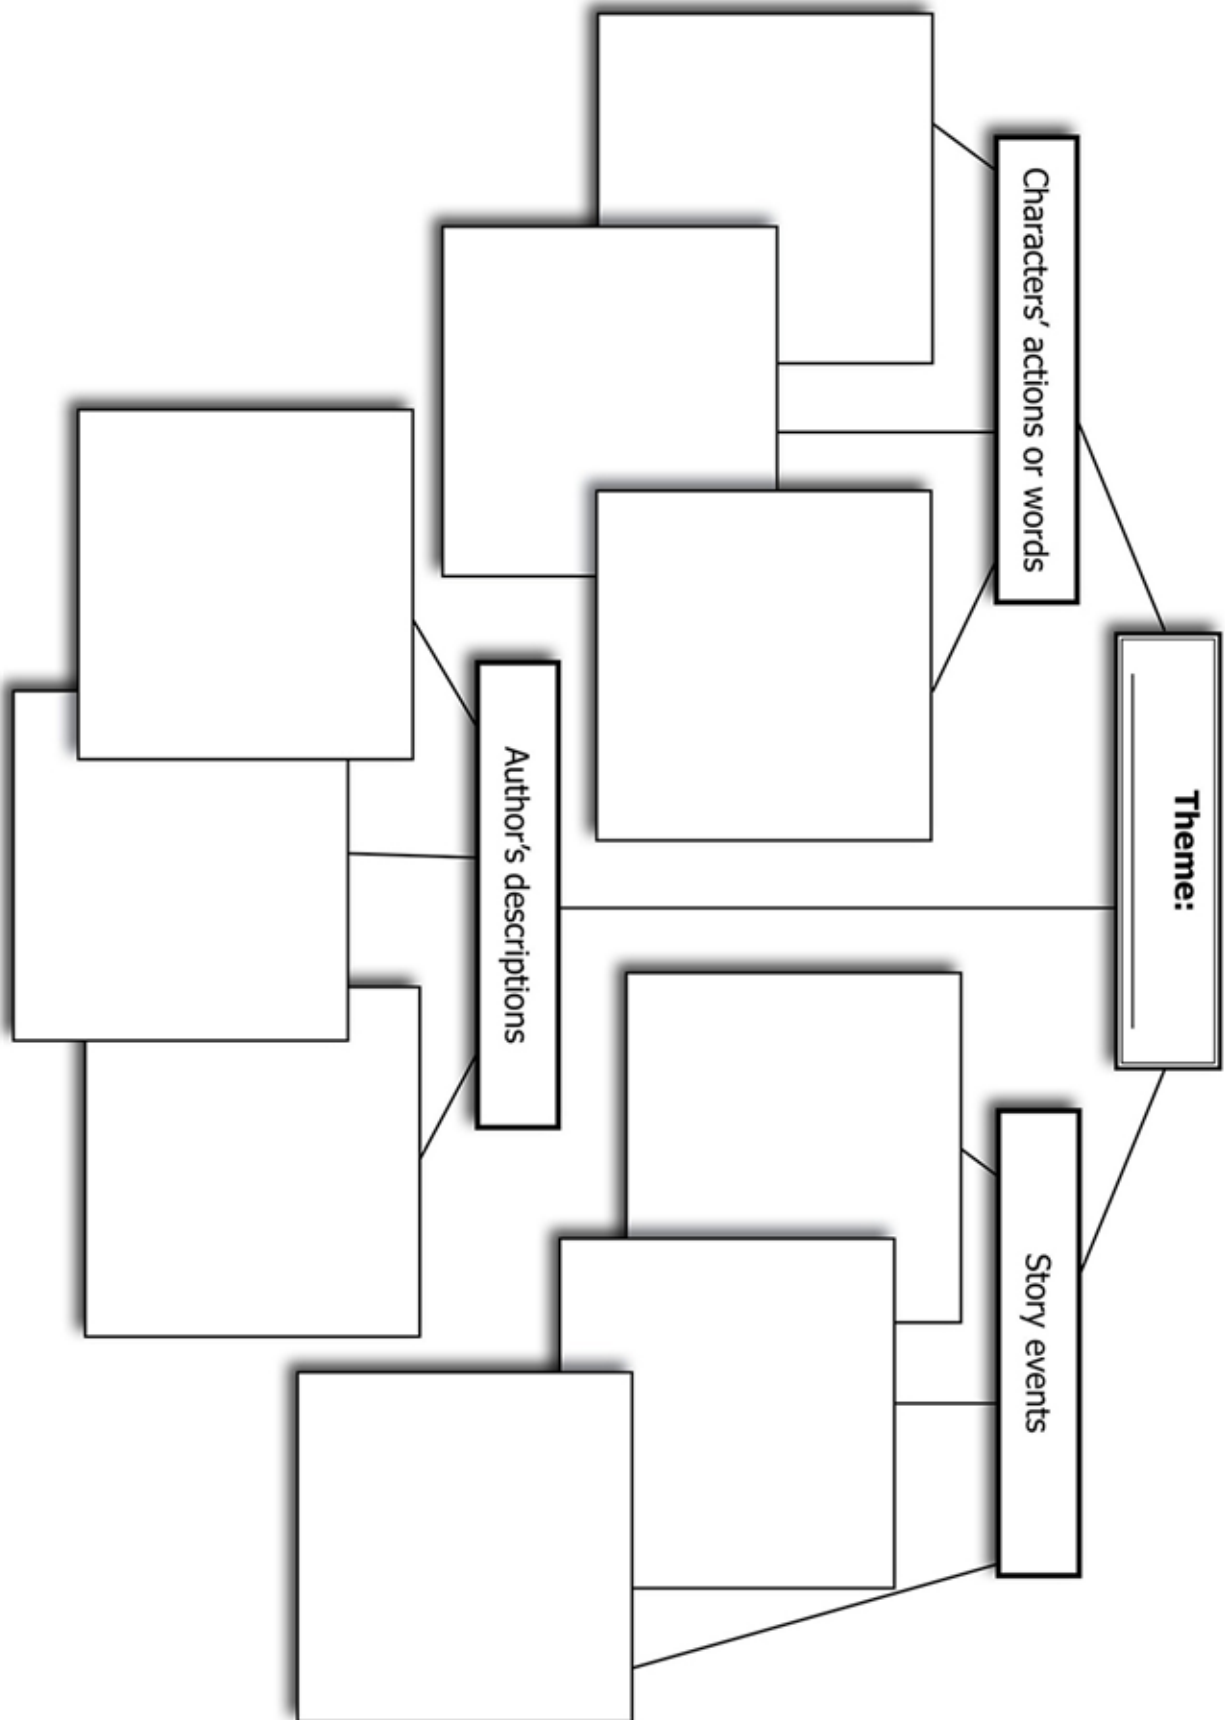 Theme:
Characters’ actions or words
Author’s descriptions
Story events